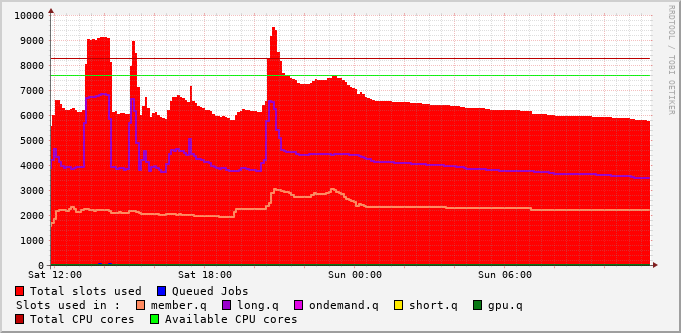 10000
9000
8000
7000
6000
5000
4000
3000
2000
1000
0
Sat 12:00 Sat 18:00 Sun 00:00 Sun 06:00
Total slots used Queued Jobs
Slots used in : member.q long.q ondemand.q short.q gpu.q
Total CPU cores Available CPU cores
RRDTOOL / TOBI OETIKER